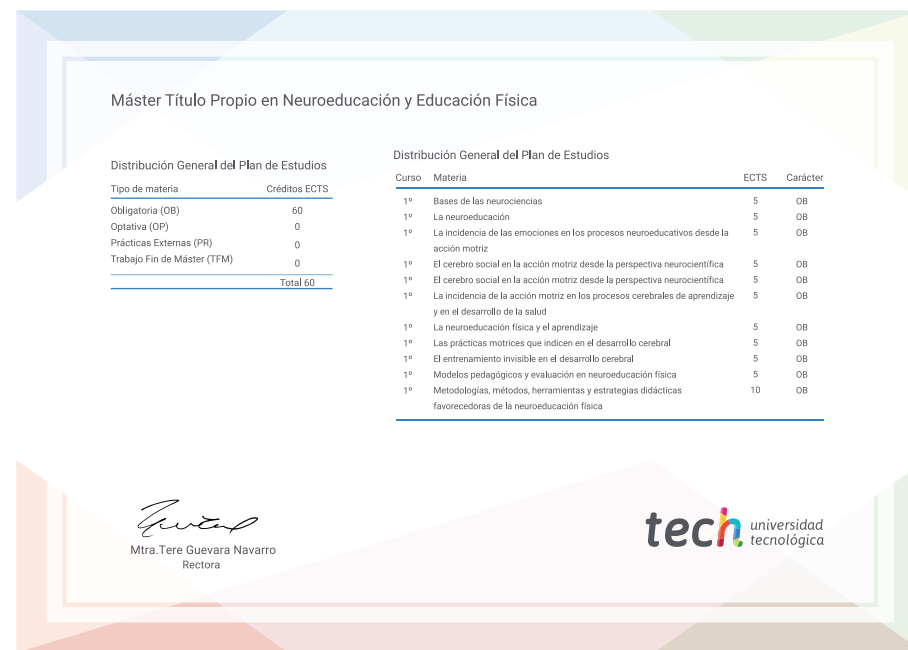 Máster Título Propio en Neuroeducación y Educación Física
Distribución General del Plan de Estudios
Tipo de materia Créditos ECTS
Obligatoria (OB) 60
Optativa (OP) 0
Prácticas Externas (PR) 0
Trabajo Fin de Máster (TFM) 0
Total 60
Distribución General del Plan de Estudios
Curso Materia ECTS Carácter
1º Bases de las neurociencias 5 OB
1º La neuroeducación 5 OB
1º La incidencia de las emociones en los procesos neuroeducativos desde la 5 OB
acción motriz
1º El cerebro social en la acción motriz desde la perspectiva neurocientífica 5 OB
1º El cerebro social en la acción motriz desde la perspectiva neurocientífica 5 OB
1º La incidencia de la acción motriz en los procesos cerebrales de aprendizaje 5 OB
y en el desarrollo de la salud
1º La neuroeducación física y el aprendizaje 5 OB
1º Las prácticas motrices que indicen en el desarrollo cerebral 5 OB
1º El entrenamiento invisible en el desarrollo cerebral 5 OB
1º Modelos pedagógicos y evaluación en neuroeducación física 5 OB
1º Metodologías, métodos, herramientas y estrategias didácticas 10 OB
favorecedoras de la neuroeducación física
Mtra.Tere Guevara Navarro
Rectora
tech universidad
tecnológica